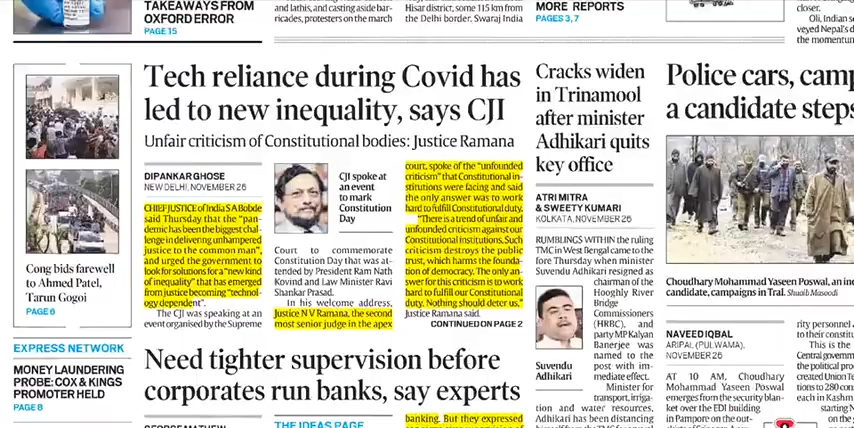 TAKEAWAYS FROM
OXFORD ERROR
PAGE 15
and lathis, and casting aside bar-
ricades, protesters on the march
Hisar district, some 115 km from
the Delhi border. Swaraj India
MORE REPORTS
PAGES 3, 7
closer.
Oli, Indian s
veyed Nepal's d
the momentum
Cong bids farewell
to Ahmed Patel,
Tarun Gogoi
PAGE 6
EXPRESS NETWORK
MONEY LAUNDERING
PROBE: COX & KINGS
PROMOTER HELD
PAGE 8
Tech reliance during Covid has
led to new inequality, says CJI
Unfair criticism of Constitutional bodies: Justice Ramana
DIPANKAR GHOSE
NEW DELHI, NOVEMBER 26
CHIEF JUSTICE of India S A Bobde
said Thursday that the "pan-
demic has been the biggest chal-
lenge in delivering unhampered
justice to the common man",
and urged the government to
look for solutions for a "new kind
of inequality" that has emerged
from justice becoming "technol-
ogy dependent".
The CJI was speaking at an
event organised by the Supreme
CJI spoke at
an event
to mark
Constitution
Day
Court to commemorate
Constitution Day that was at-
tended by President Ram Nath
Kovind and Law Minister Ravi
Shankar Prasad.
In his welcome address,
Justice N V Ramana, the second
most senior judge in the apex
court, spoke of the "unfounded
criticism" that Constitutional in-
stitutions were facing and said
the only answer was to work
hard to fulfil Constitutional duty.
"There is a trend of unfair and
unfounded criticism against our
Constitutional institutions. Such
criticism destroys the public
trust, which harms the founda-
tion of democracy. The only an-
swer for this criticism is to work
hard to fulfil our Constitutional
duty. Nothing should deter us,"
Justice Ramana said.
CONTINUED ON PAGE 2
Need tighter supervision before
corporates run banks, say experts
GEORGE MATHEW
THE IDEAS PAGE
banking. But they expressed
Cracks widen
in Trinamool
after minister
Adhikari quits
key office
ATRI MITRA
& SWEETY KUMARI
KOLKATA, NOVEMBER 26
RUMBLINGS WITHIN the ruling
TMC in West Bengal came to the
fore Thursday when minister
Suvendu Adhikari resigned as
chairman of the
Hooghly River
Bridge
Commissioners
(HRBC), and
party MP Kalyan
Banerjee was
named to the
post with im-
mediate effect.
Minister for
transport, irriga-
tion and water resources,
Adhikari has been distancing
Suvendu
Adhikari
Police cars, camp
a candidate steps
Choudhary Mohammad Yaseen Poswal, an ind
candidate, campaigns in Tral. Shuaib Masoodi
NAVEED IQBAL
ARIPAL (PULWAMA),
NOVEMBER 26
AT 10 AM, Choudhary
Mohammad Yaseen Poswal
emerges from the security blan-
ket over the EDI building
in Pampore on the out-
rity personnel
to their constitu
This is the
Central governm
the political proc
created Union Te
tions to 280 con
each in Kashm
starting N
on the